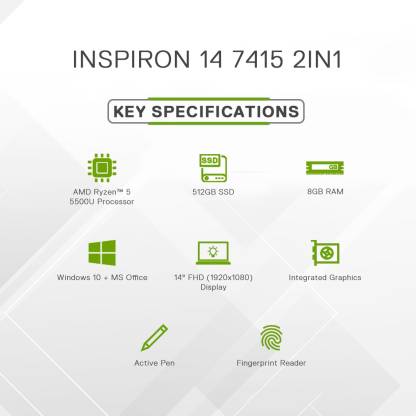 INSPIRON 14 7415 2IN1
KEY SPECIFICATIONS
SSD
GB
AMD Ryzen™ 5
5500U Processor
512GB SSD
8GB RAM
Windows 10 + MS Office
14" FHD (1920x1080)
Display
Integrated Graphics
Active Pen
Fingerprint Reader